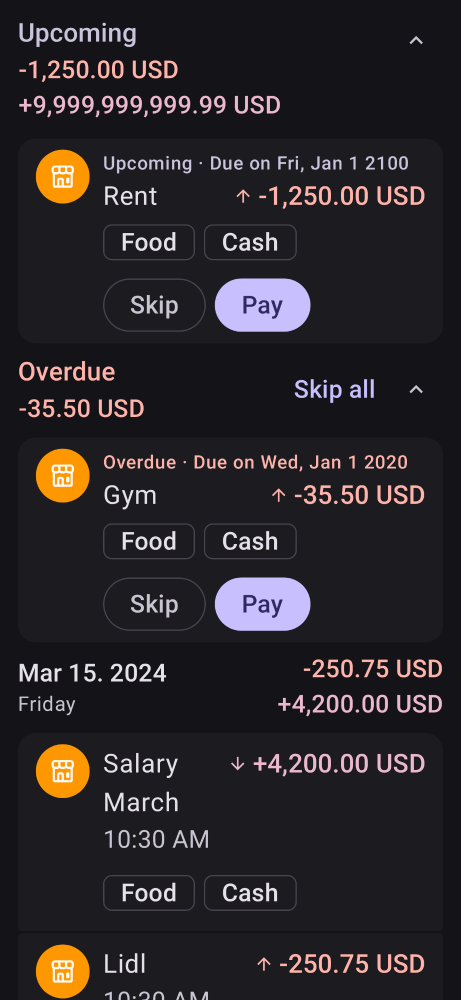 Upcoming
-1,250.00 USD
+9,999,999,999.99 USD
Upcoming · Due on Fri, Jan 1 2100
Rent ↑ -1,250.00 USD
Food Cash
Skip Pay
Overdue
Skip all
-35.50 USD
Overdue · Due on Wed, Jan 1 2020
Gym ↑ -35.50 USD
Food Cash
Skip Pay
Mar 15. 2024 -250.75 USD
Friday +4,200.00 USD
Salary ↓ +4,200.00 USD
March
10:30 AM
Food Cash
Lidl ↑ -250.75 USD
10:30 AM